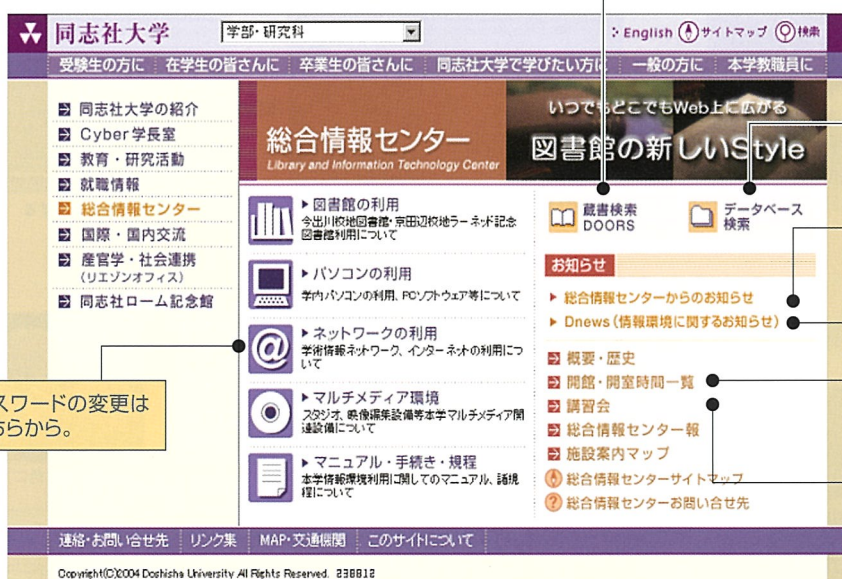 同志社大学
学部・研究科
English
サイトマップ
検索
受験生の方に 在学生の皆さんに 卒業生の皆さんに 同志社大学で学びたい方に 一般の方に 本学教職員に
同志社大学の紹介
Cyber学長室
教育・研究活動
就職情報
総合情報センター
国際・国内交流
産官学・社会連携
(リエゾンオフィス)
同志社ローム記念館
総合情報センター
Library and Information Technology Center
いつでもどこでもWeb上に広がる
図書館の新しいStyle
図書館の利用
今出川校地図書館・京田辺校地ラーネッド記念
図書館利用について
パソコンの利用
学内パソコンの利用、PCソフトウェア等について
ネットワークの利用
学術情報ネットワーク、インターネットの利用につ
いて
マルチメディア環境
スタジオ、映像編集設備等本学マルチメディア関
連設備について
マニュアル・手続き・規程
本学情報環境利用に関してのマニュアル、諸規
程について
蔵書検索
DOORS
データベース
検索
お知らせ
総合情報センターからのお知らせ
Dnews(情報環境に関するお知らせ)
概要・歴史
開館・開室時間一覧
講習会
総合情報センター報
施設案内マップ
総合情報センターサイトマップ
総合情報センターお問い合せ先
スワードの変更は
ちらから。
連絡・お問い合せ先 リンク集 MAP・交通機関 このサイトについて
Copyright(C)2004 Doshisha University All Rights Reserved. 238812